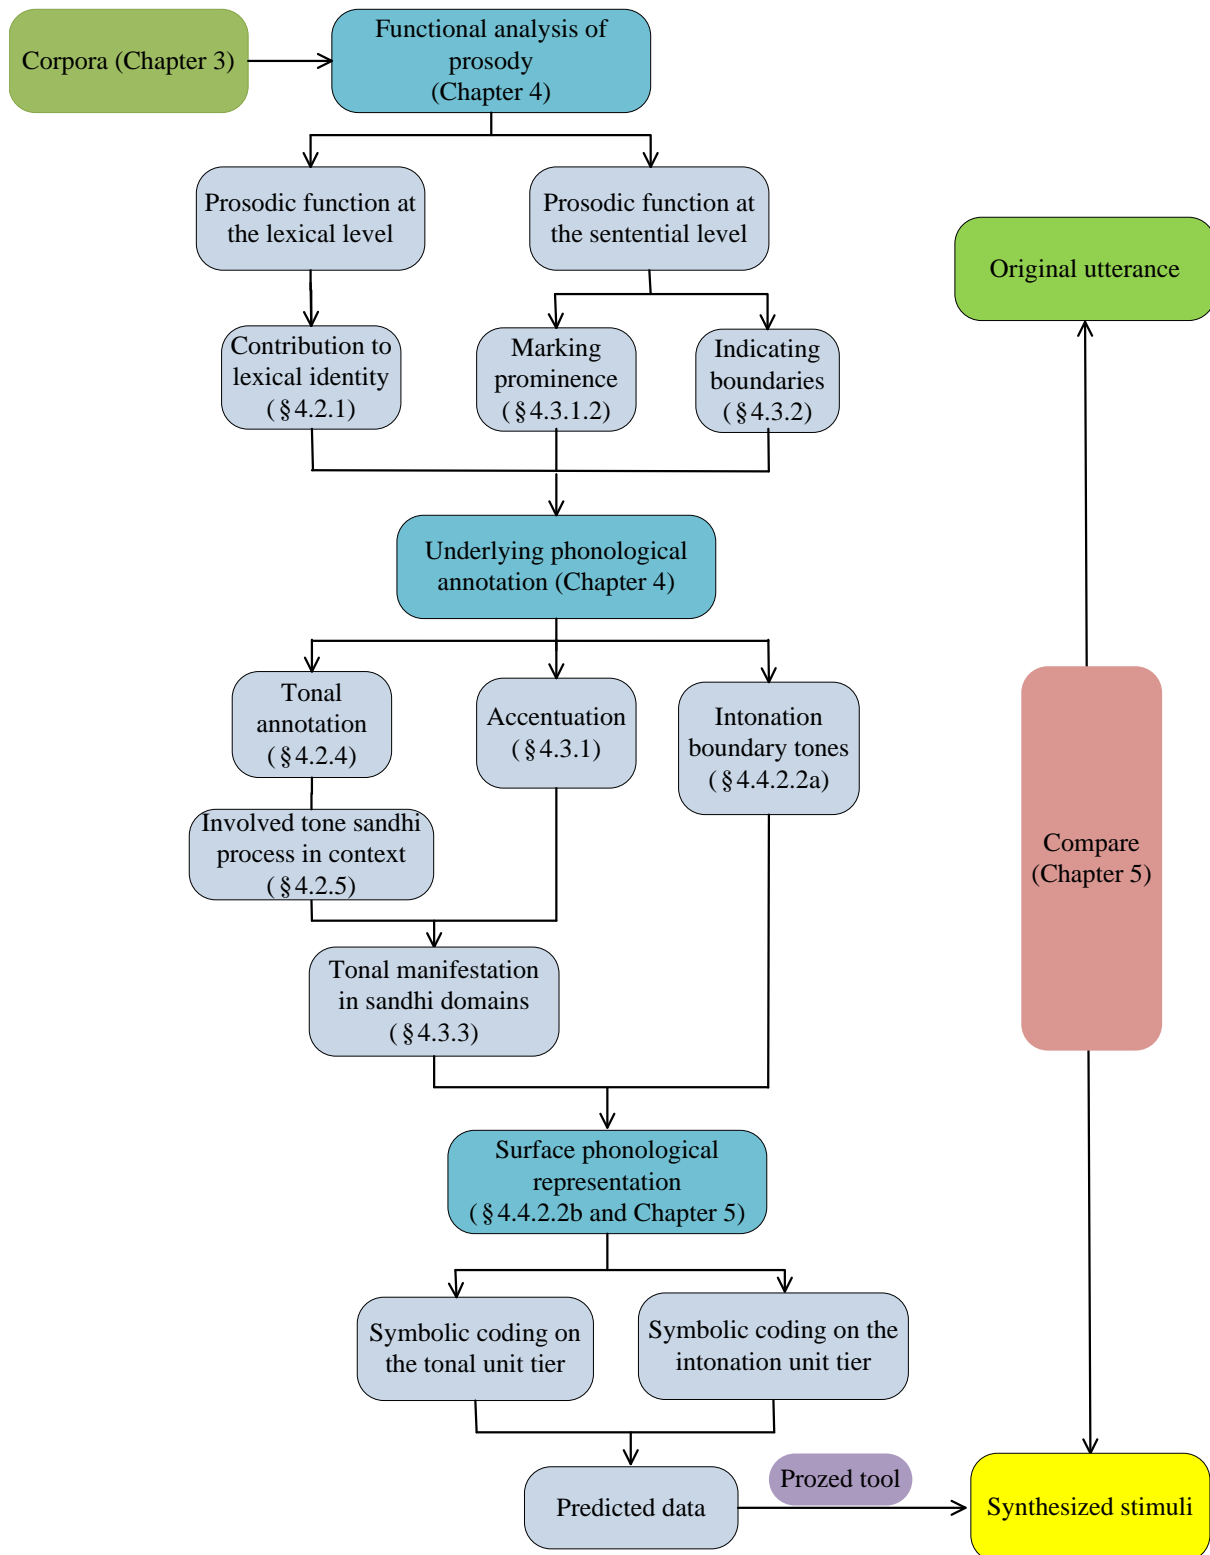 Corpora (Chapter 3)
Functional analysis of
prosody
(Chapter 4)
Prosodic function at
the lexical level
Prosodic function at
the sentential level
Original utterance
Contribution to
lexical identity
(§4.2.1)
Marking
prominence
(§4.3.1.2)
Indicating
boundaries
(§4.3.2)
Underlying phonological
annotation (Chapter 4)
Tonal
annotation
(§4.2.4)
Accentuation
(§4.3.1)
Intonation
boundary tones
(§4.4.2.2a)
Involved tone sandhi
process in context
(§4.2.5)
Compare
(Chapter 5)
Tonal manifestation
in sandhi domains
(§4.3.3)
Surface phonological
representation
(§4.4.2.2b and Chapter 5)
Symbolic coding on
the tonal unit tier
Symbolic coding on the
intonation unit tier
Predicted data
Prozed tool
Synthesized stimuli